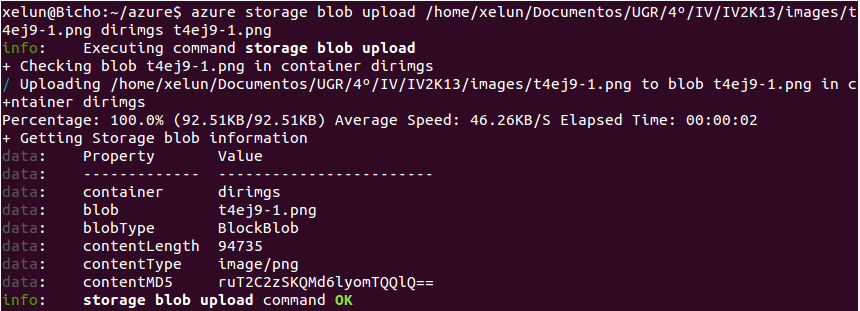 xelun@Bicho:~/azure$ azure storage blob upload /home/xelun/Documentos/UGR/4º/IV/IV2K13/images/t
4ej9-1.png dirimgs t4ej9-1.png
info:    Executing command storage blob upload
+ Checking blob t4ej9-1.png in container dirimgs
/ Uploading /home/xelun/Documentos/UGR/4º/IV/IV2K13/images/t4ej9-1.png to blob t4ej9-1.png in c
+ntainer dirimgs
Percentage: 100.0% (92.51KB/92.51KB) Average Speed: 46.26KB/S Elapsed Time: 00:00:02
+ Getting Storage blob information
data:    Property       Value
data:    -------------  ------------------------
data:    container      dirimgs
data:    blob           t4ej9-1.png
data:    blobType       BlockBlob
data:    contentLength  94735
data:    contentType    image/png
data:    contentMD5     ruT2C2zSKQMd6lyomTQQlQ==
info:    storage blob upload command OK